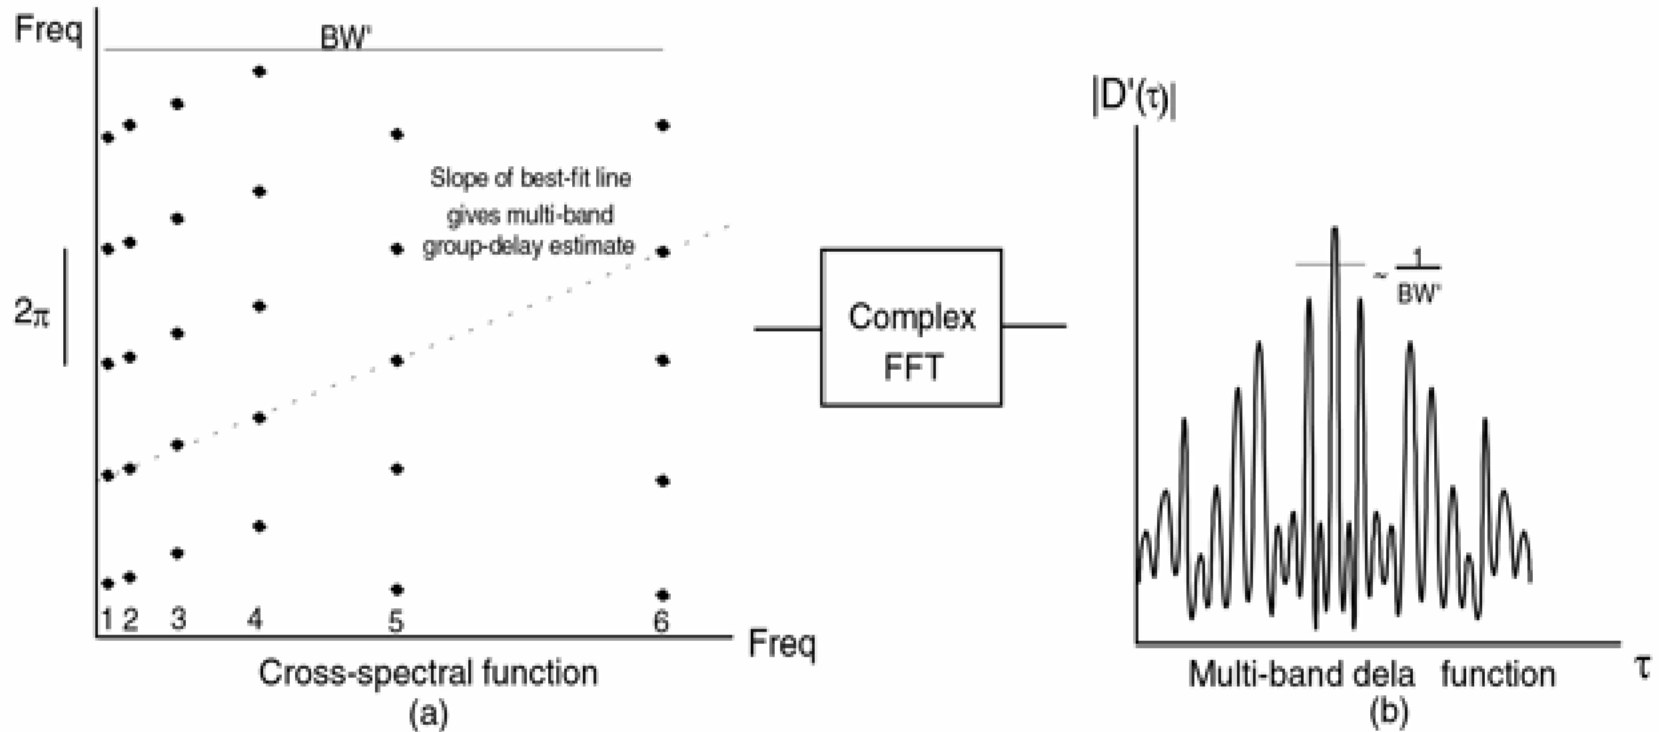 Freq
BW'
Slope of best-fit line
gives multi-band
group-delay estimate
2π
1 2 3 4 5 6
Freq
Cross-spectral function
(a)
Complex
FFT
|D'(τ)|
~ 1
BW'
τ
Multi-band dela function
(b)